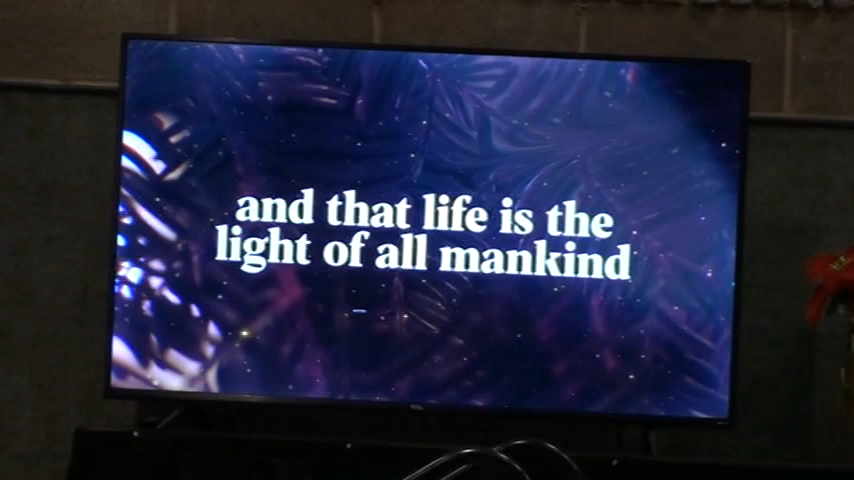 and that life is the
light of all mankind